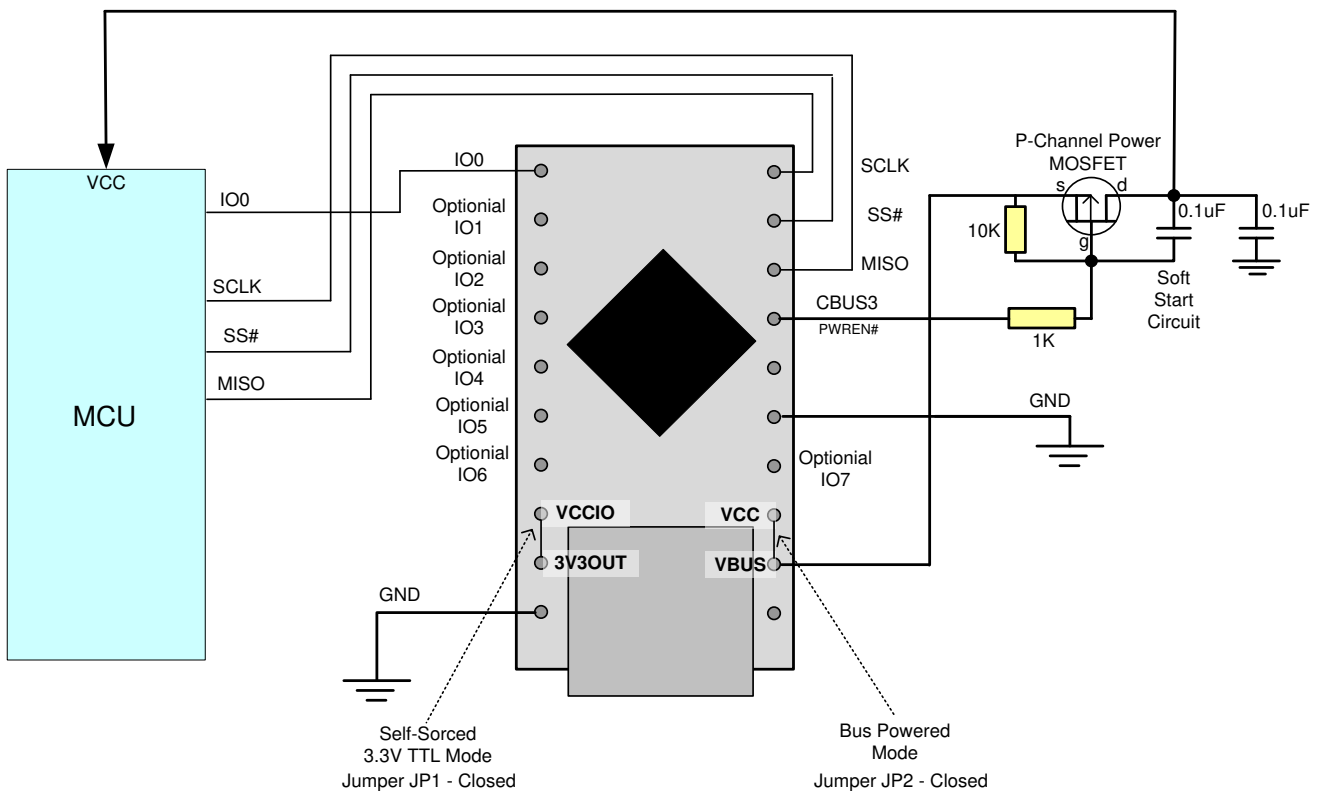 VCC
IO0
SCLK
SS#
MISO
MCU
IO0
Optionial
IO1
Optionial
IO2
Optionial
IO3
Optionial
IO4
Optionial
IO5
Optionial
IO6
VCCIO
3V3OUT
GND
SCLK
SS#
MISO
CBUS3
PWREN#
GND
Optionial
IO7
VCC
VBUS
P-Channel Power
MOSFET
s
d
g
10K
1K
0.1uF
0.1uF
Soft
Start
Circuit
Self-Sorced
3.3V TTL Mode
Jumper JP1 - Closed
Bus Powered
Mode
Jumper JP2 - Closed